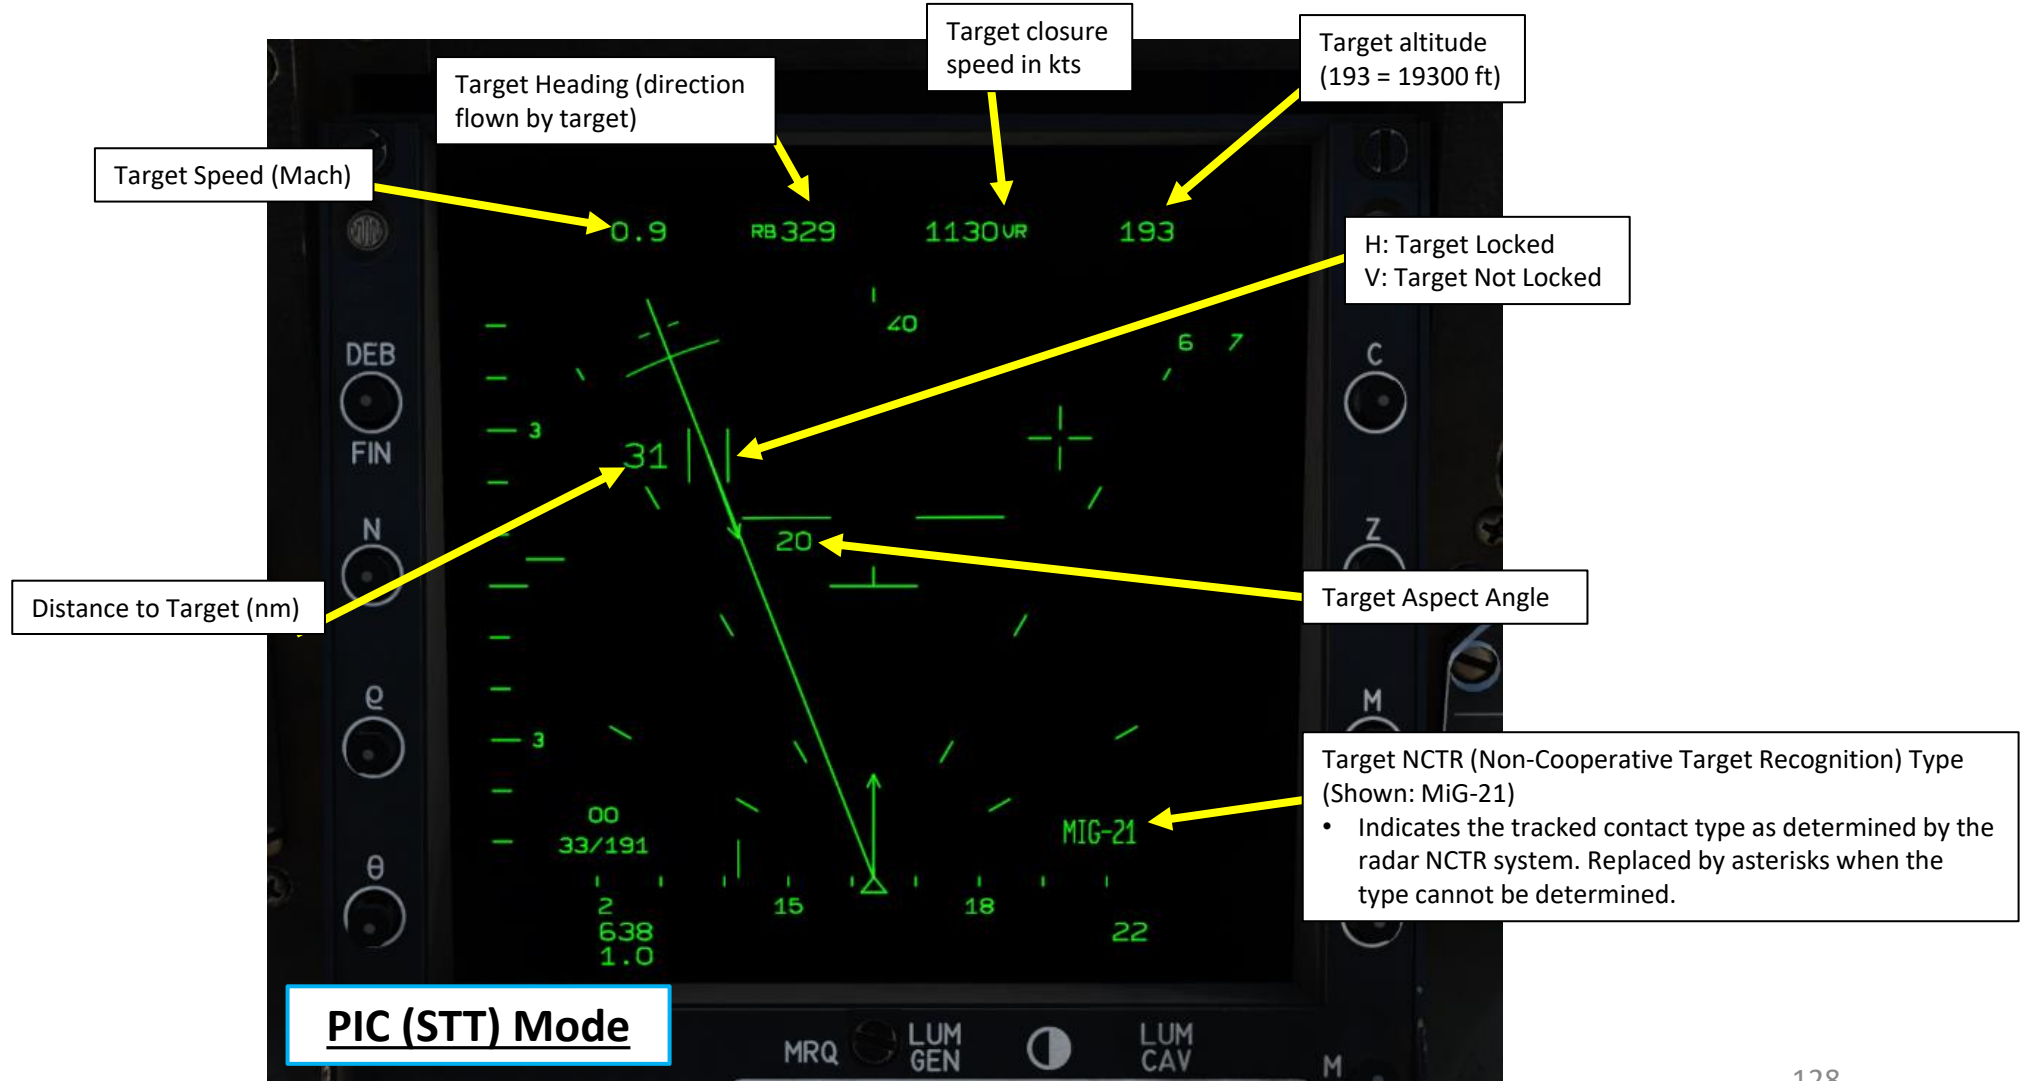 Target closure
speed in kts
Target altitude
(193 = 19300 ft)
Target Heading (direction
flown by target)
Target Speed (Mach)
0.9
RB 329
1130 VR
193
H: Target Locked
V: Target Not Locked
20
6 7
DEB
FIN
C
3
31
N
Z
20
Target Aspect Angle
Distance to Target (nm)
ρ
M
3
Target NCTR (Non-Cooperative Target Recognition) Type
(Shown: MiG-21)
• Indicates the tracked contact type as determined by the
radar NCTR system. Replaced by asterisks when the
type cannot be determined.
00
33/191
MIG-21
θ
2
15
18
638
22
1.0
PIC (STT) Mode
MRQ
LUM
GEN
LUM
CAV
M
128